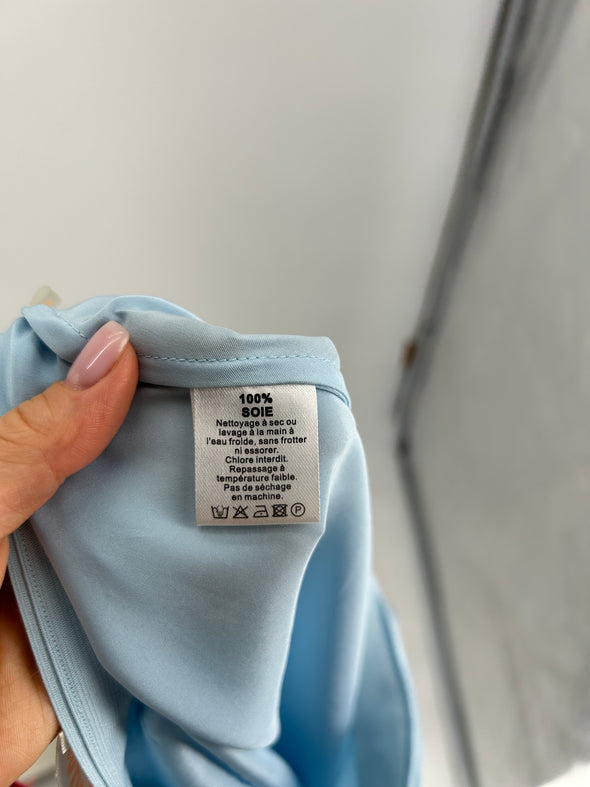 100%
SOIE
Nettoyage à sec ou
lavage à la main à
l'eau froide, sans frotter
ni essorer.
Chlore interdit.
Repassage à
température faible.
Pas de séchage
en machine.
P